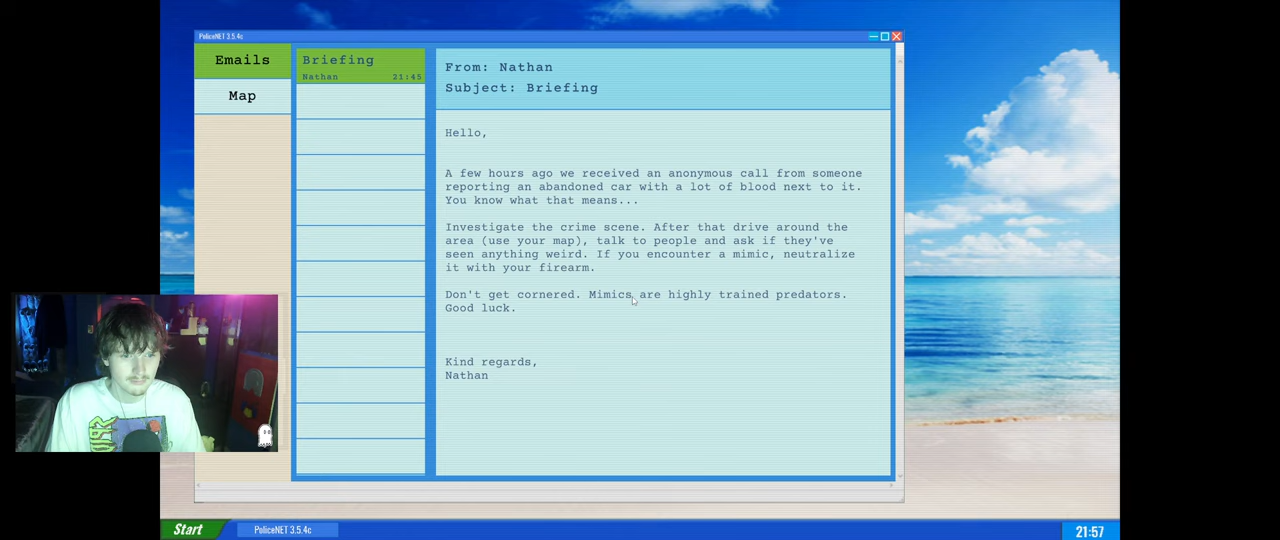 PoliceNET 3.5.4c
Emails
Map
Briefing
Nathan 21:45
From: Nathan
Subject: Briefing
Hello,
A few hours ago we received an anonymous call from someone
reporting an abandoned car with a lot of blood next to it.
You know what that means...
Investigate the crime scene. After that drive around the
area (use your map), talk to people and ask if they've
seen anything weird. If you encounter a mimic, neutralize
it with your firearm.
Don't get cornered. Mimics are highly trained predators.
Good luck.
Kind regards,
Nathan
Start
PoliceNET 3.5.4c
21:57